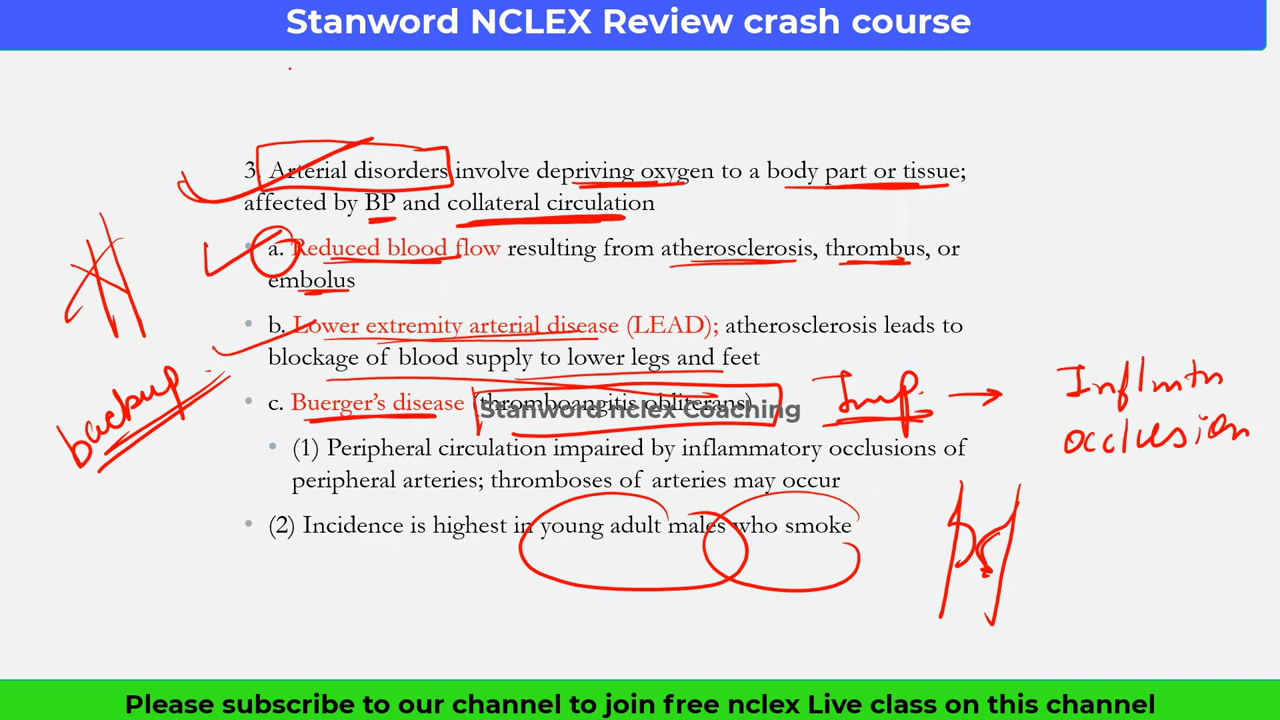 Stanword NCLEX Review crash course
3. Arterial disorders involve depriving oxygen to a body part or tissue;
affected by BP and collateral circulation
• a. Reduced blood flow resulting from atherosclerosis, thrombus, or
embolus
• b. Lower extremity arterial disease (LEAD); atherosclerosis leads to
blockage of blood supply to lower legs and feet
backup
• c. Buerger's disease (thromboangitis obliterans)
Stanword nclex Coaching
Imp. → Inflmtn
occlusion
• (1) Peripheral circulation impaired by inflammatory occlusions of
peripheral arteries; thromboses of arteries may occur
• (2) Incidence is highest in young adult males who smoke
Please subscribe to our channel to join free nclex Live class on this channel